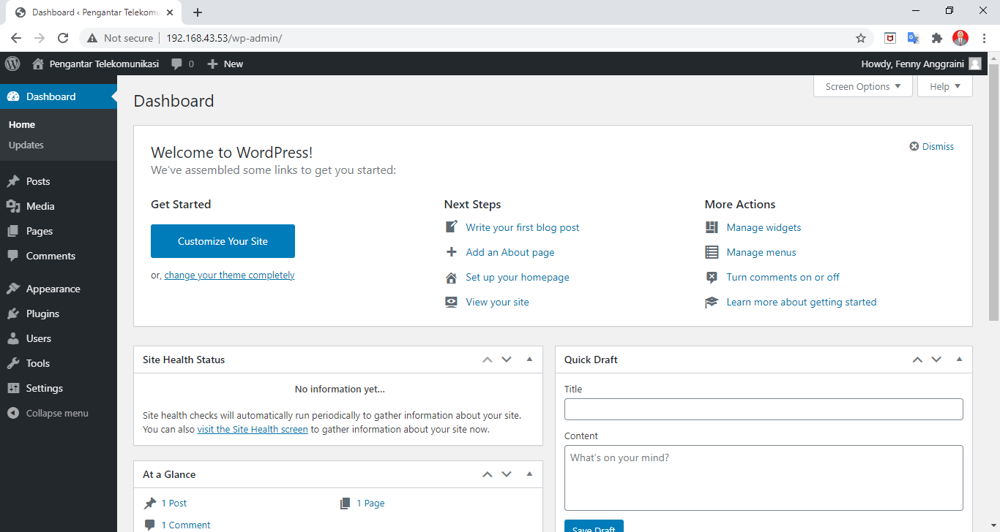 Dashboard ‹ Pengantar Telekomu
Not secure
192.168.43.53/wp-admin/
Pengantar Telekomunikasi
0
New
Howdy, Fenny Anggraini
Dashboard
Home
Updates
Posts
Media
Pages
Comments
Appearance
Plugins
Users
Tools
Settings
Collapse menu
Screen Options
Help
Dashboard
Welcome to WordPress!
We've assembled some links to get you started:
Dismiss
Get Started
Customize Your Site
or, change your theme completely
Next Steps
Write your first blog post
Add an About page
Set up your homepage
View your site
More Actions
Manage widgets
Manage menus
Turn comments on or off
Learn more about getting started
Site Health Status
No information yet...
Site health checks will automatically run periodically to gather information about your site.
You can also visit the Site Health screen to gather information about your site now.
At a Glance
1 Post
1 Page
1 Comment
Quick Draft
Title
Content
What's on your mind?
Save Draft